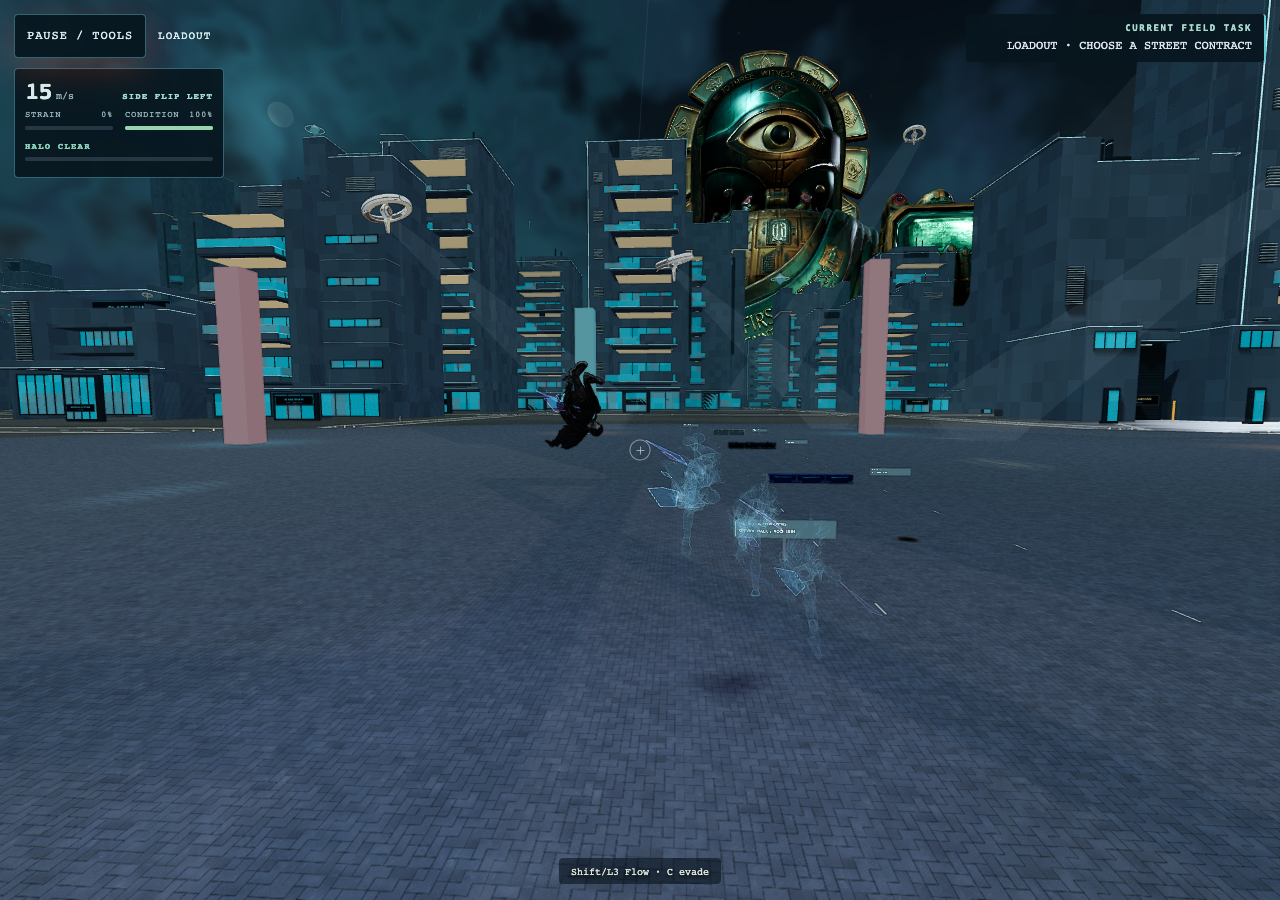 PAUSE / TOOLS
LOADOUT
CURRENT FIELD TASK
LOADOUT · CHOOSE A STREET CONTRACT
15 m/s
SIDE FLIP LEFT
STRAIN 0%
CONDITION 100%
HALO CLEAR
Shift/L3 Flow · C evade